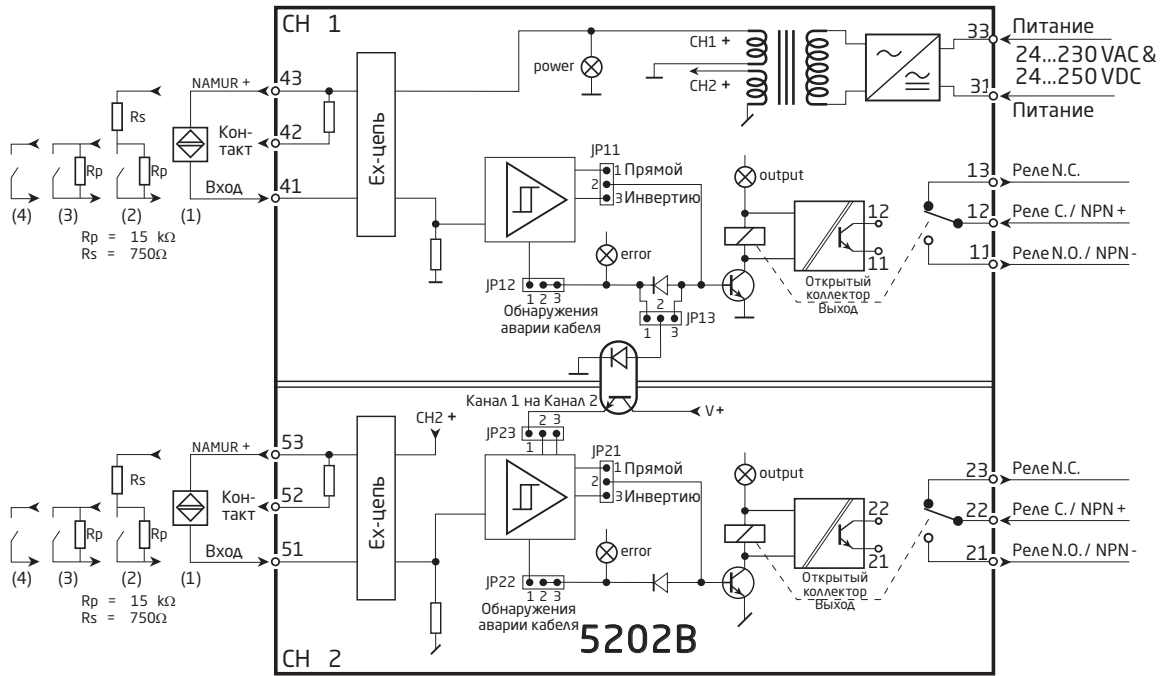 CH 1
33 Питание
24...230 VAC &
24...250 VDC
31
Питание
CH1 +
CH2 +
power
NAMUR + 43
Rs
Кон-
такт
42
Rp
Rp
Вход 41
(4) (3) (2) (1)
Rp = 15 kΩ
Rs = 750Ω
Ex-цепь
JP11
1 Прямой
2
3 Инвертию
output
error
JP12
1 2 3
Обнаружения
аварии кабеля
2
1 3
JP13
12
11
Открытый
коллектор
Выход
13 Реле N.C.
12 Реле C. / NPN +
11 Реле N.O. / NPN -
Канал 1 на Канал 2
V+
CH2 +
JP23
2 3
1
NAMUR + 53
Rs
Кон-
такт
52
Rp
Rp
Вход 51
(4) (3) (2) (1)
Rp = 15 kΩ
Rs = 750Ω
Ex-цепь
JP21
1 Прямой
2
3 Инвертию
output
error
JP22
1 2 3
Обнаружения
аварии кабеля
22
21
Открытый
коллектор
Выход
23 Реле N.C.
22 Реле C. / NPN +
21 Реле N.O. / NPN -
5202B
CH 2